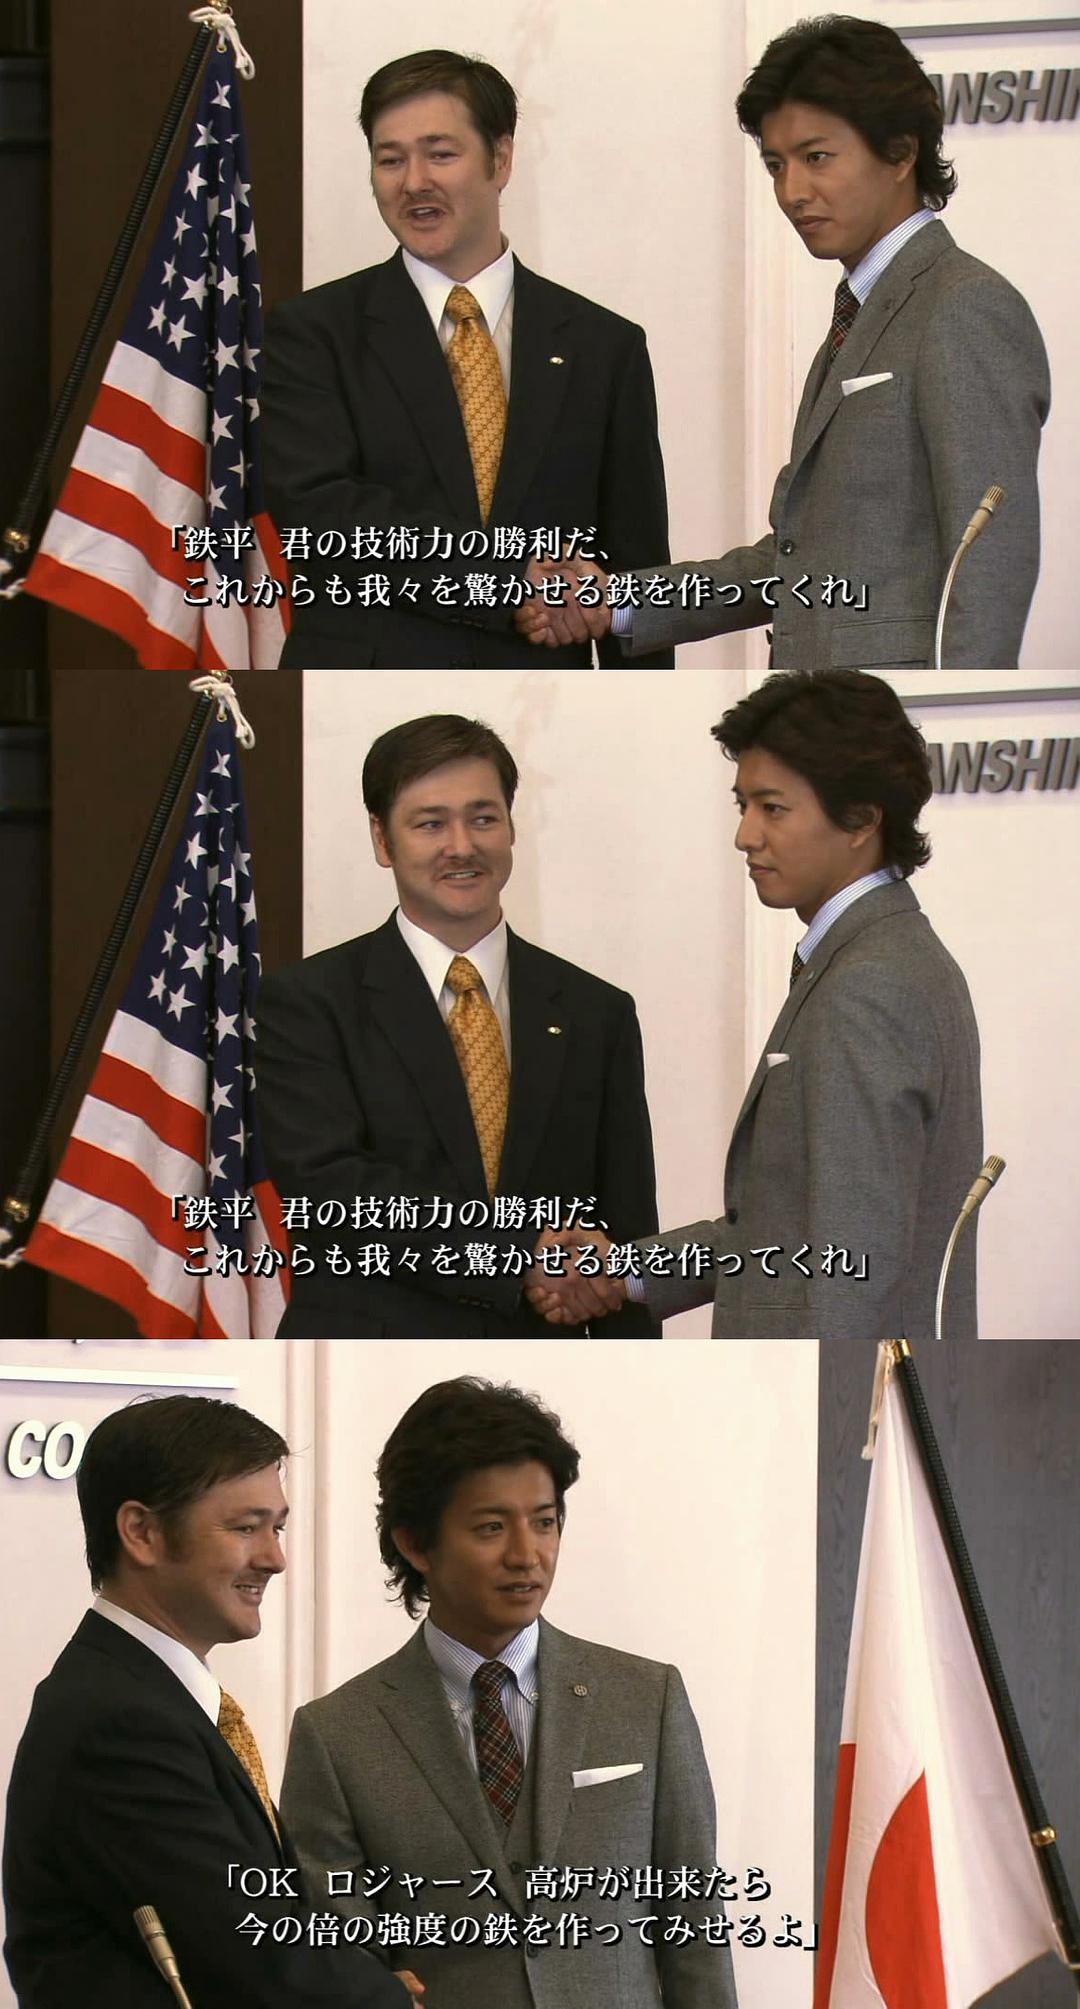 ANSHIN
「鉄平　君の技術力の勝利だ、
これからも我々を驚かせる鉄を作ってくれ」
ANSHIN
「鉄平　君の技術力の勝利だ、
これからも我々を驚かせる鉄を作ってくれ」
CO
「OK　ロジャース　高炉が出来たら
今の倍の強度の鉄を作ってみせるよ」